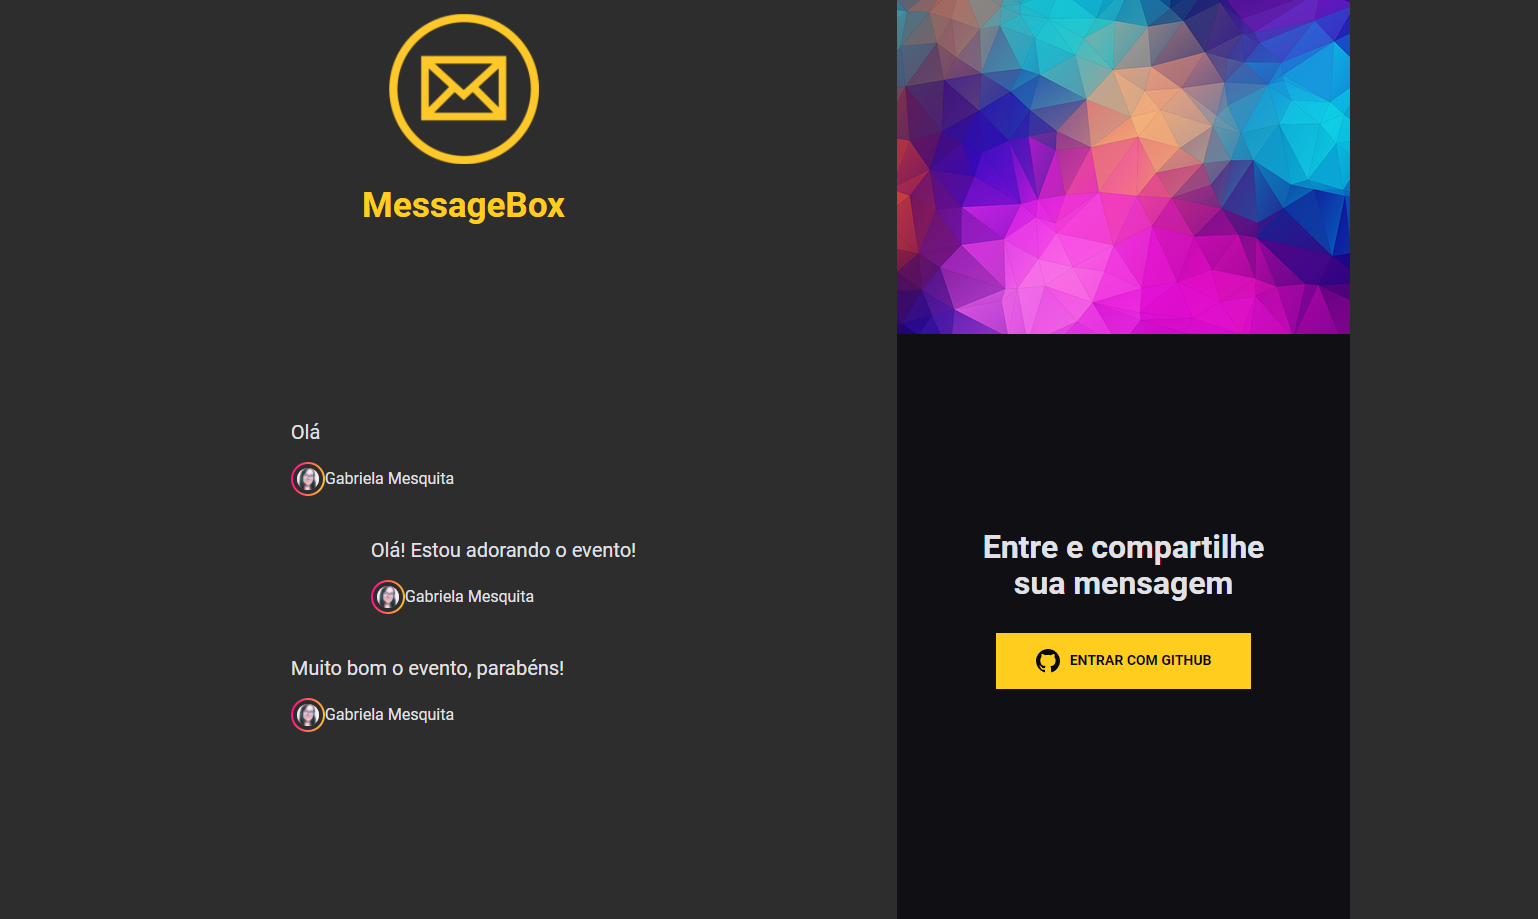 MessageBox
Olá
Gabriela Mesquita
Olá! Estou adorando o evento!
Gabriela Mesquita
Muito bom o evento, parabéns!
Gabriela Mesquita
Entre e compartilhe
sua mensagem
ENTRAR COM GITHUB